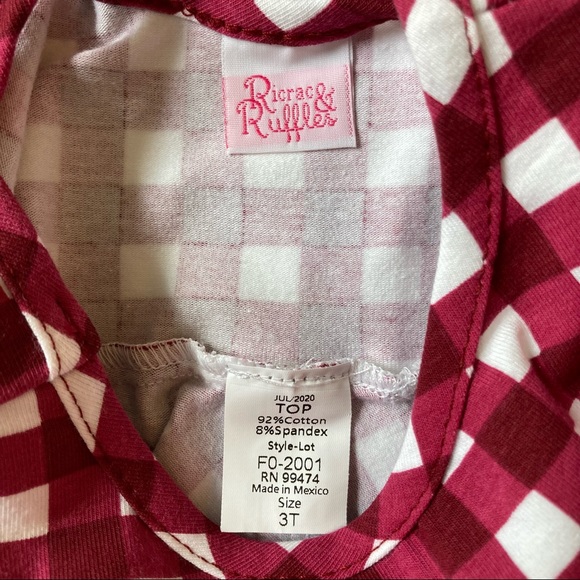 Ricrac &
Ruffles
JUL/2020
TOP
92%Cotton
8%Spandex
Style-Lot
F0-2001
RN 99474
Made in Mexico
Size
3T